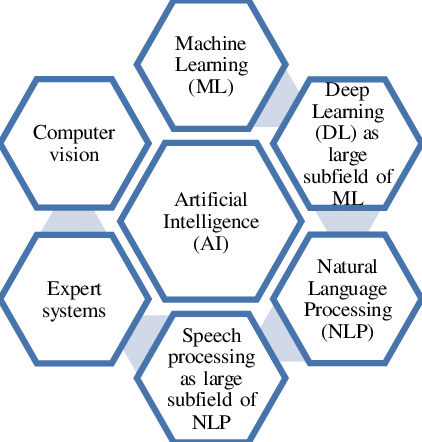 Machine
Learning
(ML)
Deep
Learning
(DL) as
large
subfield of
ML
Computer
vision
Artificial
Intelligence
(AI)
Natural
Language
Processing
(NLP)
Expert
systems
Speech
processing
as large
subfield of
NLP